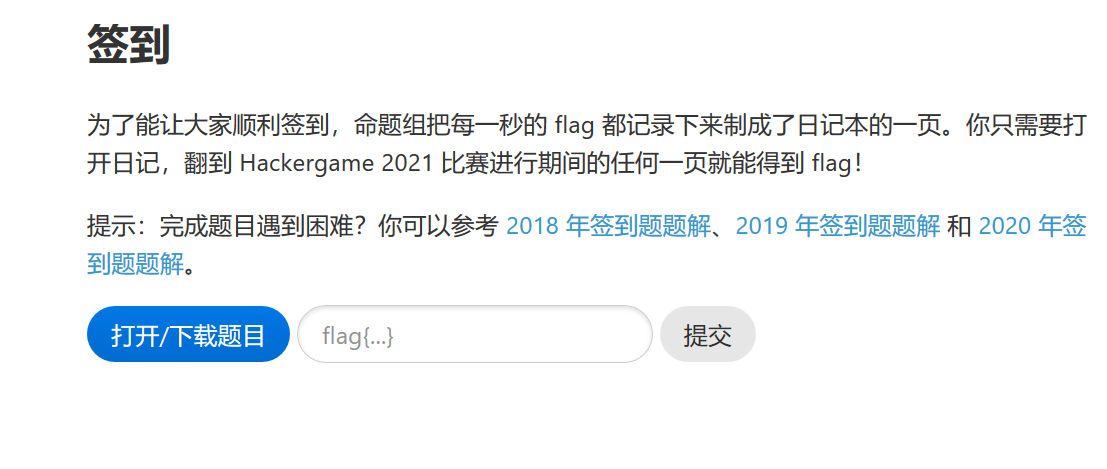 签到
为了能让大家顺利签到，命题组把每一秒的 flag 都记录下来制成了日记本的一页。你只需要打
开日记，翻到 Hackergame 2021 比赛进行期间的任何一页就能得到 flag！
提示：完成题目遇到困难？你可以参考 2018 年签到题题解、2019 年签到题题解 和 2020 年签
到题题解。
打开/下载题目 flag{...} 提交